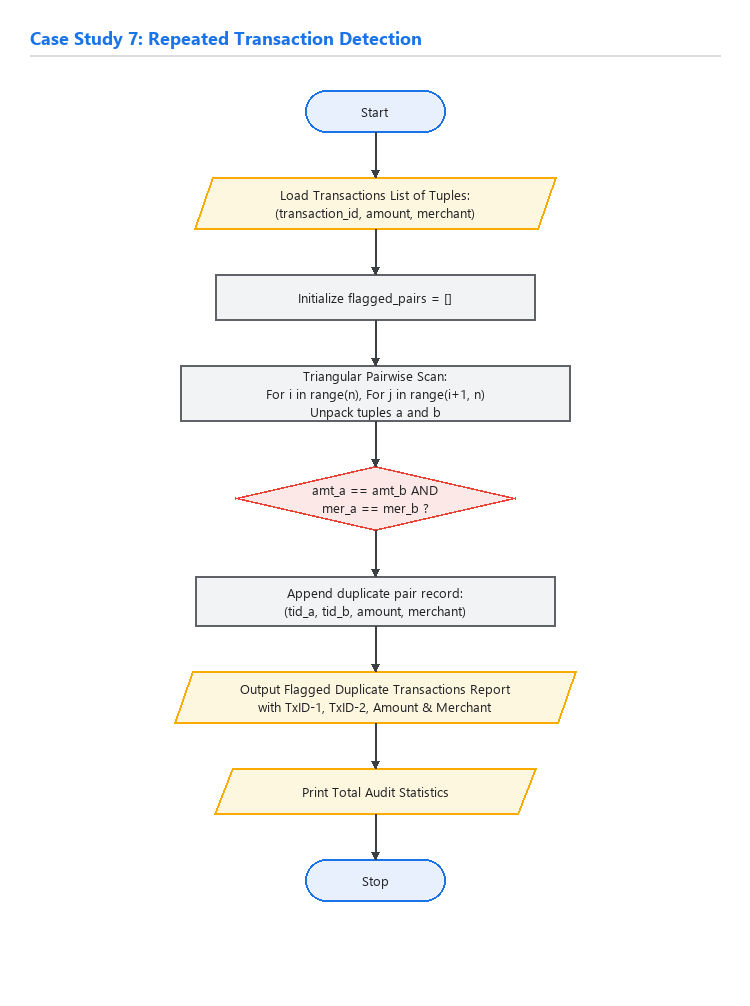 Case Study 7: Repeated Transaction Detection
Start
Load Transactions List of Tuples:
(transaction_id, amount, merchant)
Initialize flagged_pairs = []
Triangular Pairwise Scan:
For i in range(n), For j in range(i+1, n)
Unpack tuples a and b
amt_a == amt_b AND
mer_a == mer_b ?
Append duplicate pair record:
(tid_a, tid_b, amount, merchant)
Output Flagged Duplicate Transactions Report
with TxID-1, TxID-2, Amount & Merchant
Print Total Audit Statistics
Stop